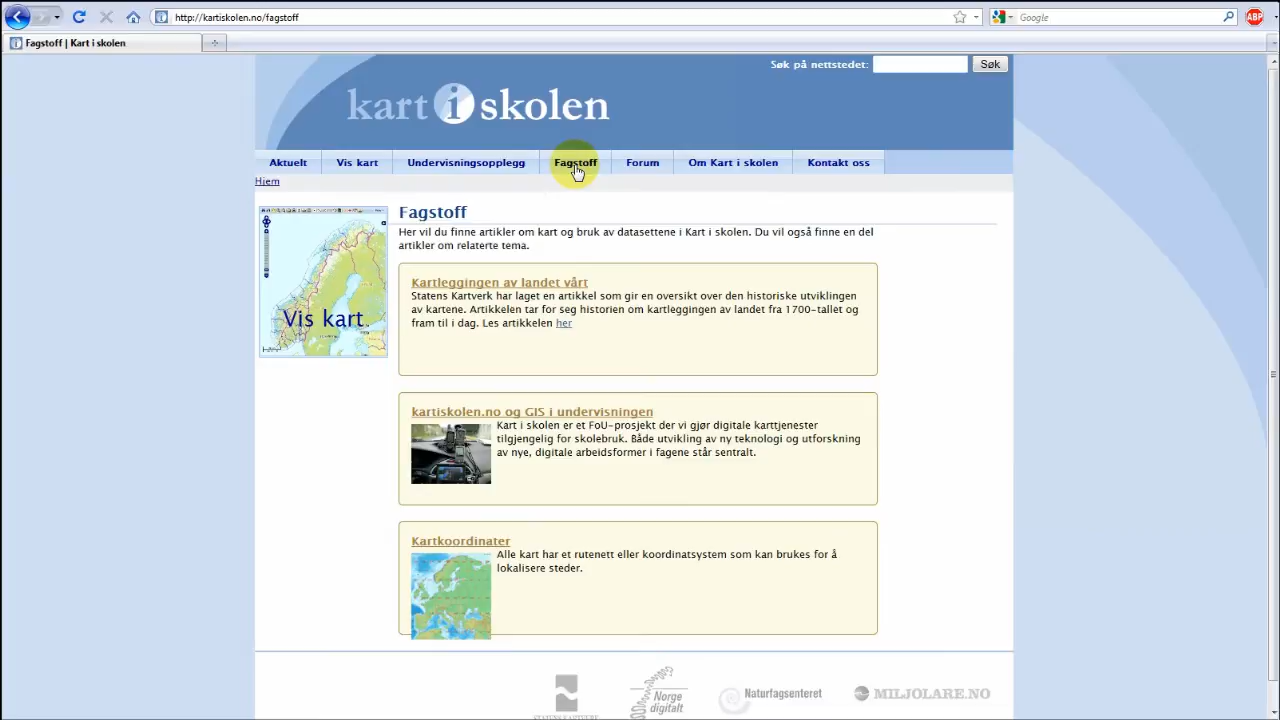 http://kartiskolen.no/fagstoff
Google
ABP
Fagstoff | Kart i skolen
Søk på nettstedet:
Søk
kart i skolen
Aktuelt
Vis kart
Undervisningsopplegg
Fagstoff
Forum
Om Kart i skolen
Kontakt oss
Hjem
Vis kart
Fagstoff
Her vil du finne artikler om kart og bruk av datasettene i Kart i skolen. Du vil også finne en del
artikler om relaterte tema.
Kartleggingen av landet vårt
Statens Kartverk har laget en artikkel som gir en oversikt over den historiske utviklingen
av kartene. Artikkelen tar for seg historien om kartleggingen av landet fra 1700-tallet og
fram til i dag. Les artikkelen her
kartiskolen.no og GIS i undervisningen
Kart i skolen er et FoU-prosjekt der vi gjør digitale karttjenester
tilgjengelig for skolebruk. Både utvikling av ny teknologi og utforskning
av nye, digitale arbeidsformer i fagene står sentralt.
Kartkoordinater
Alle kart har et rutenett eller koordinatsystem som kan brukes for å
lokalisere steder.
Norge
digitalt
Naturfagsenteret
MILJOLARE.NO